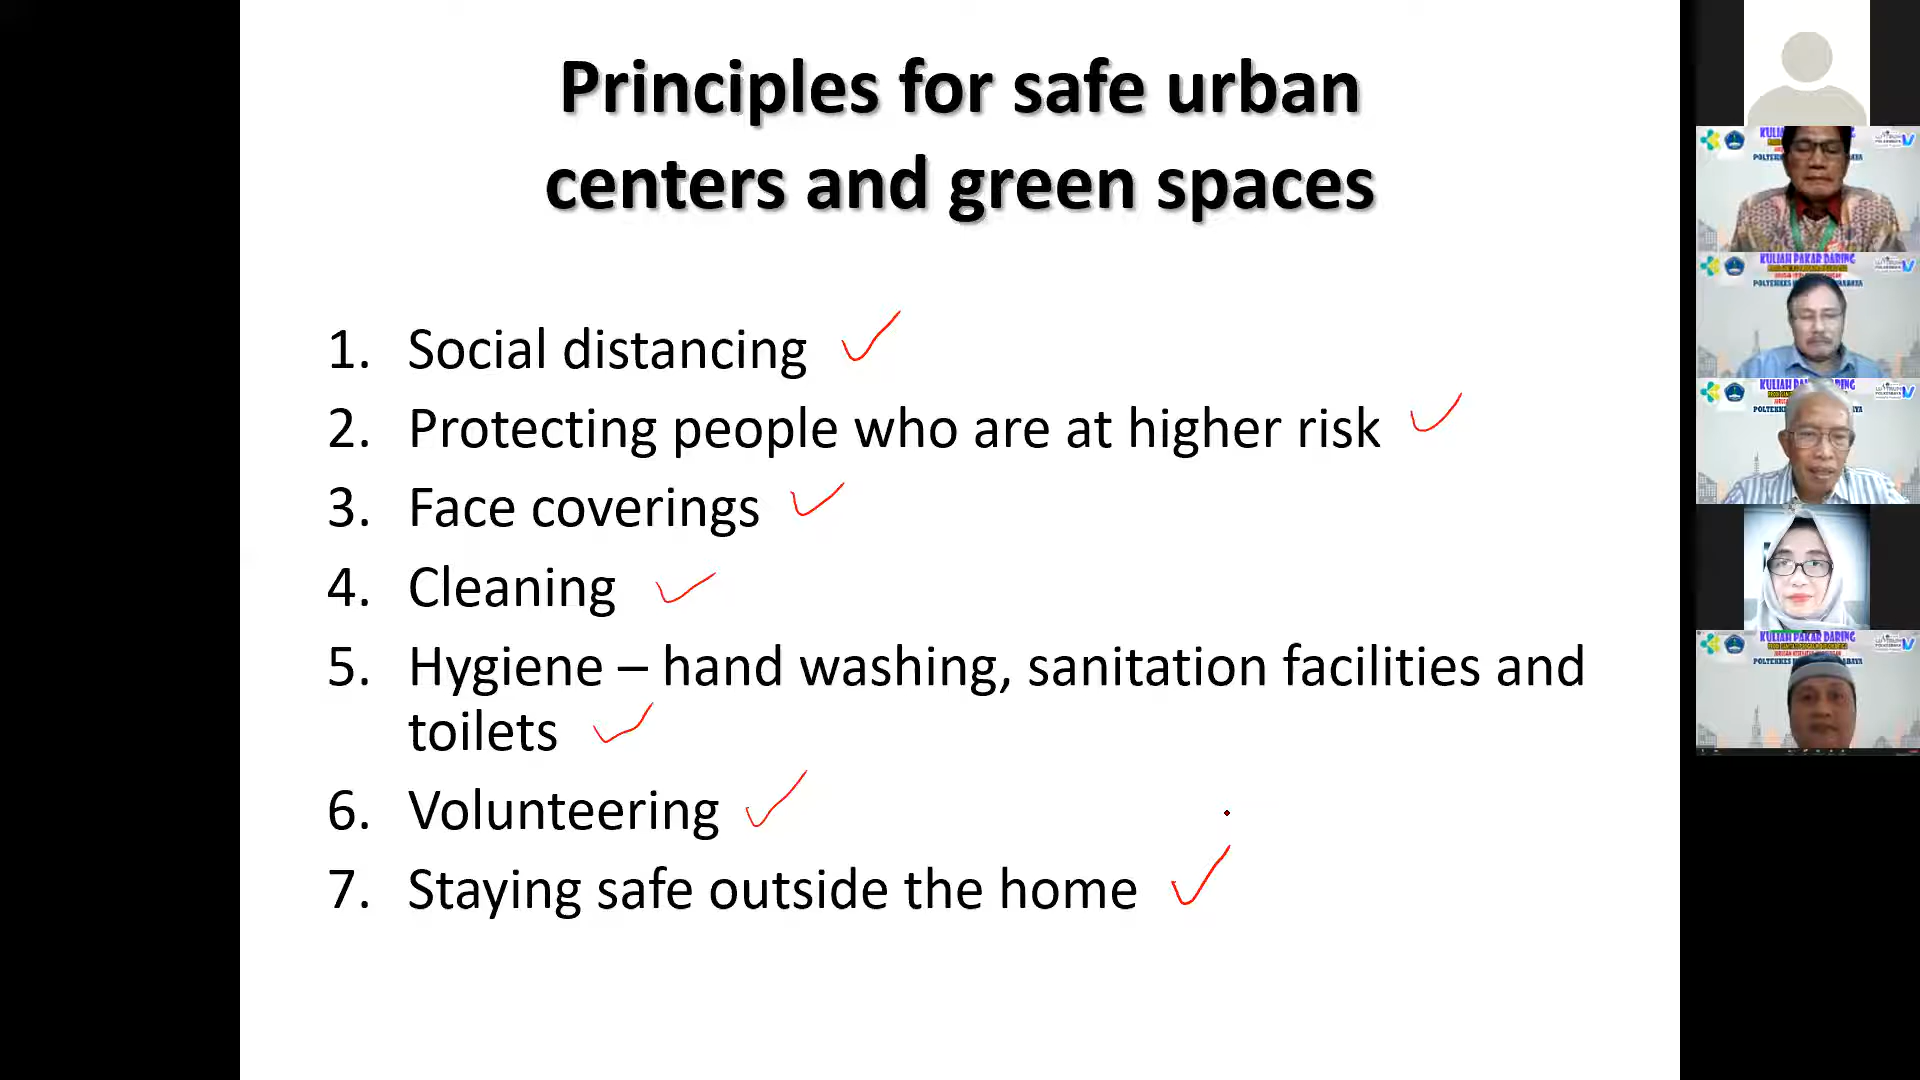 Principles for safe urban
centers and green spaces
1. Social distancing
2. Protecting people who are at higher risk
3. Face coverings
4. Cleaning
5. Hygiene – hand washing, sanitation facilities and
toilets
6. Volunteering
7. Staying safe outside the home
KULIAH PAKAR DARING
KULIAH PAKAR DARING